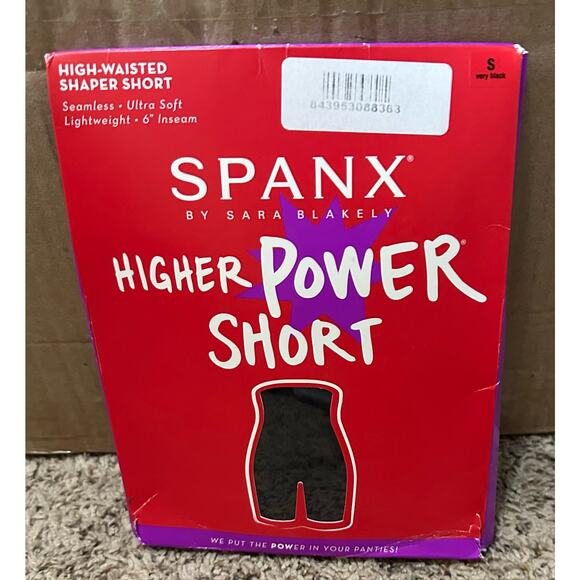 HIGH-WAISTED
SHAPER SHORT
Seamless • Ultra Soft
Lightweight • 6" Inseam
843953088363
S
very black
SPANX®
BY SARA BLAKELY
HIGHER POWER®
SHORT
WE PUT THE POWER IN YOUR PANTIES!